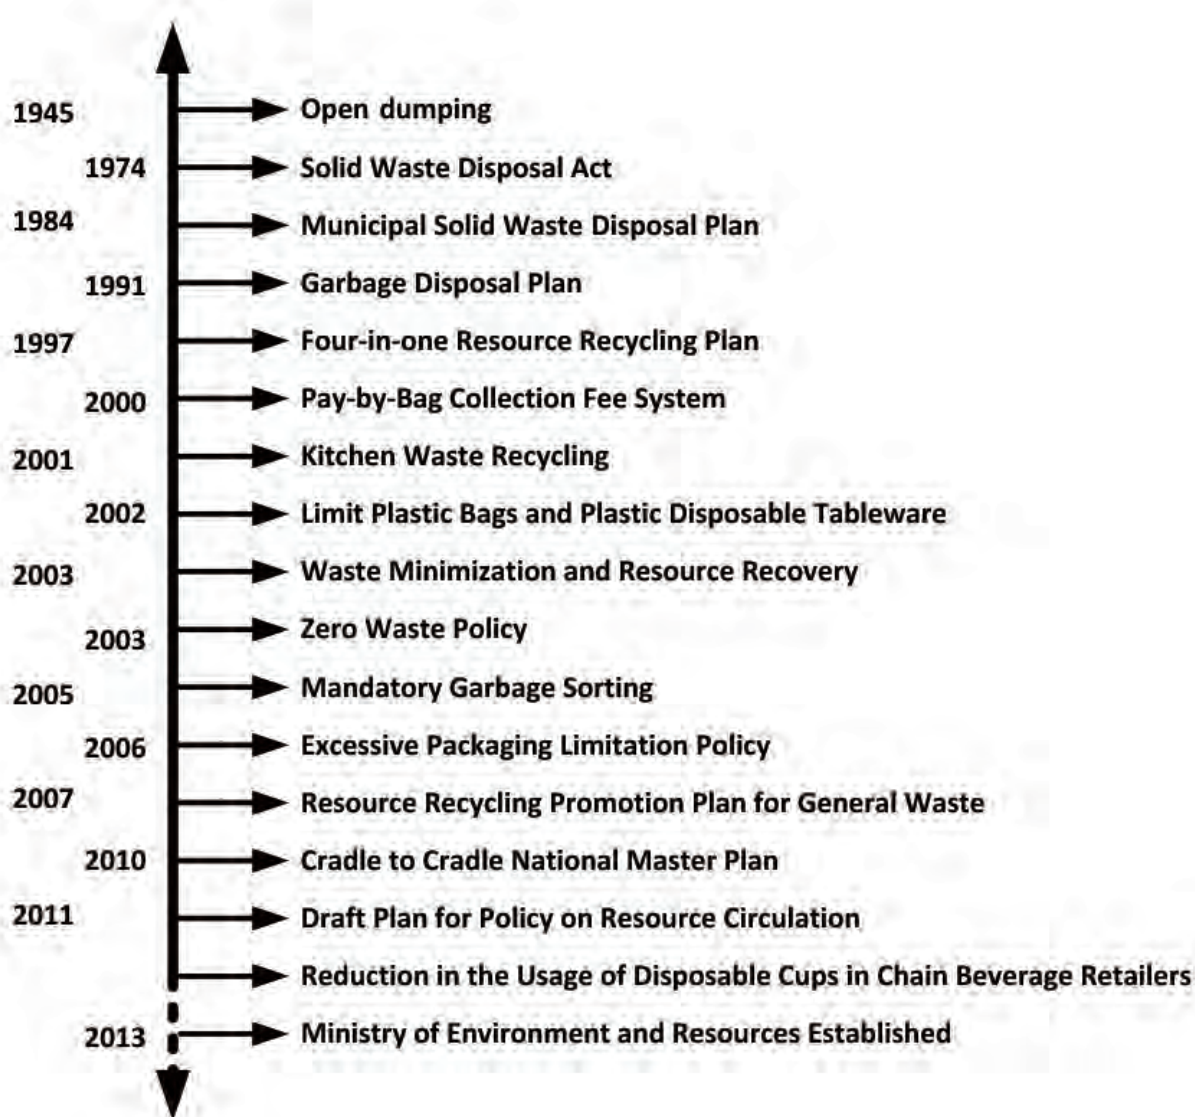 1945 Open dumping
1974 Solid Waste Disposal Act
1984 Municipal Solid Waste Disposal Plan
1991 Garbage Disposal Plan
1997 Four-in-one Resource Recycling Plan
2000 Pay-by-Bag Collection Fee System
2001 Kitchen Waste Recycling
2002 Limit Plastic Bags and Plastic Disposable Tableware
2003 Waste Minimization and Resource Recovery
2003 Zero Waste Policy
2005 Mandatory Garbage Sorting
2006 Excessive Packaging Limitation Policy
2007 Resource Recycling Promotion Plan for General Waste
2010 Cradle to Cradle National Master Plan
2011 Draft Plan for Policy on Resource Circulation
Reduction in the Usage of Disposable Cups in Chain Beverage Retailers
2013 Ministry of Environment and Resources Established